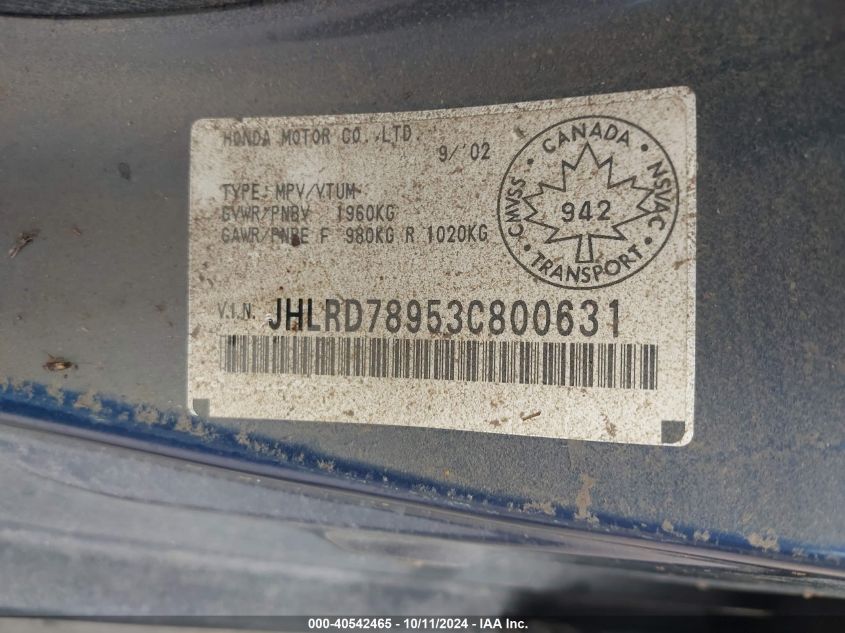 HONDA MOTOR CO., LTD.
9/'02
TYPE: MPV/VTUM
GVWR/PNBV 1960KG
GAWR/PNBE F 980KG R 1020KG
V.I.N. JHLRD78953C800631
CANADA
CMVSS • NSVAC
942
TRANSPORT
000-40542465 - 10/11/2024 - IAA Inc.